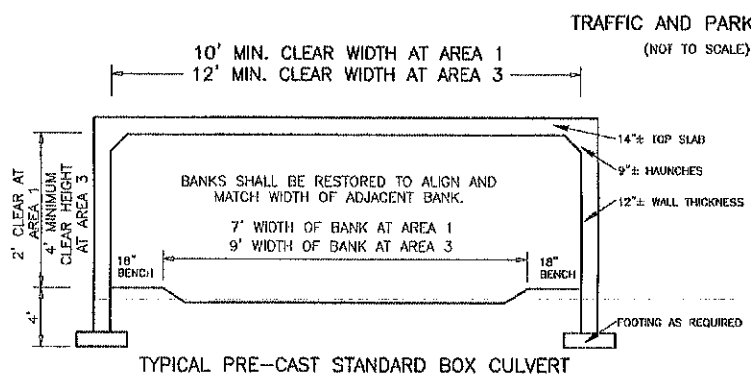 TRAFFIC AND PARK
(NOT TO SCALE)
10' MIN. CLEAR WIDTH AT AREA 1
12' MIN. CLEAR WIDTH AT AREA 3
14"± TOP SLAB
9"± HAUNCHES
12"± WALL THICKNESS
BANKS SHALL BE RESTORED TO ALIGN AND
MATCH WIDTH OF ADJACENT BANK.
7' WIDTH OF BANK AT AREA 1
9' WIDTH OF BANK AT AREA 3
2' CLEAR AT
AREA 1
4' MINIMUM
CLEAR HEIGHT
AT AREA 3
18"
BENCH
18"
BENCH
4'
FOOTING AS REQUIRED
TYPICAL PRE-CAST STANDARD BOX CULVERT